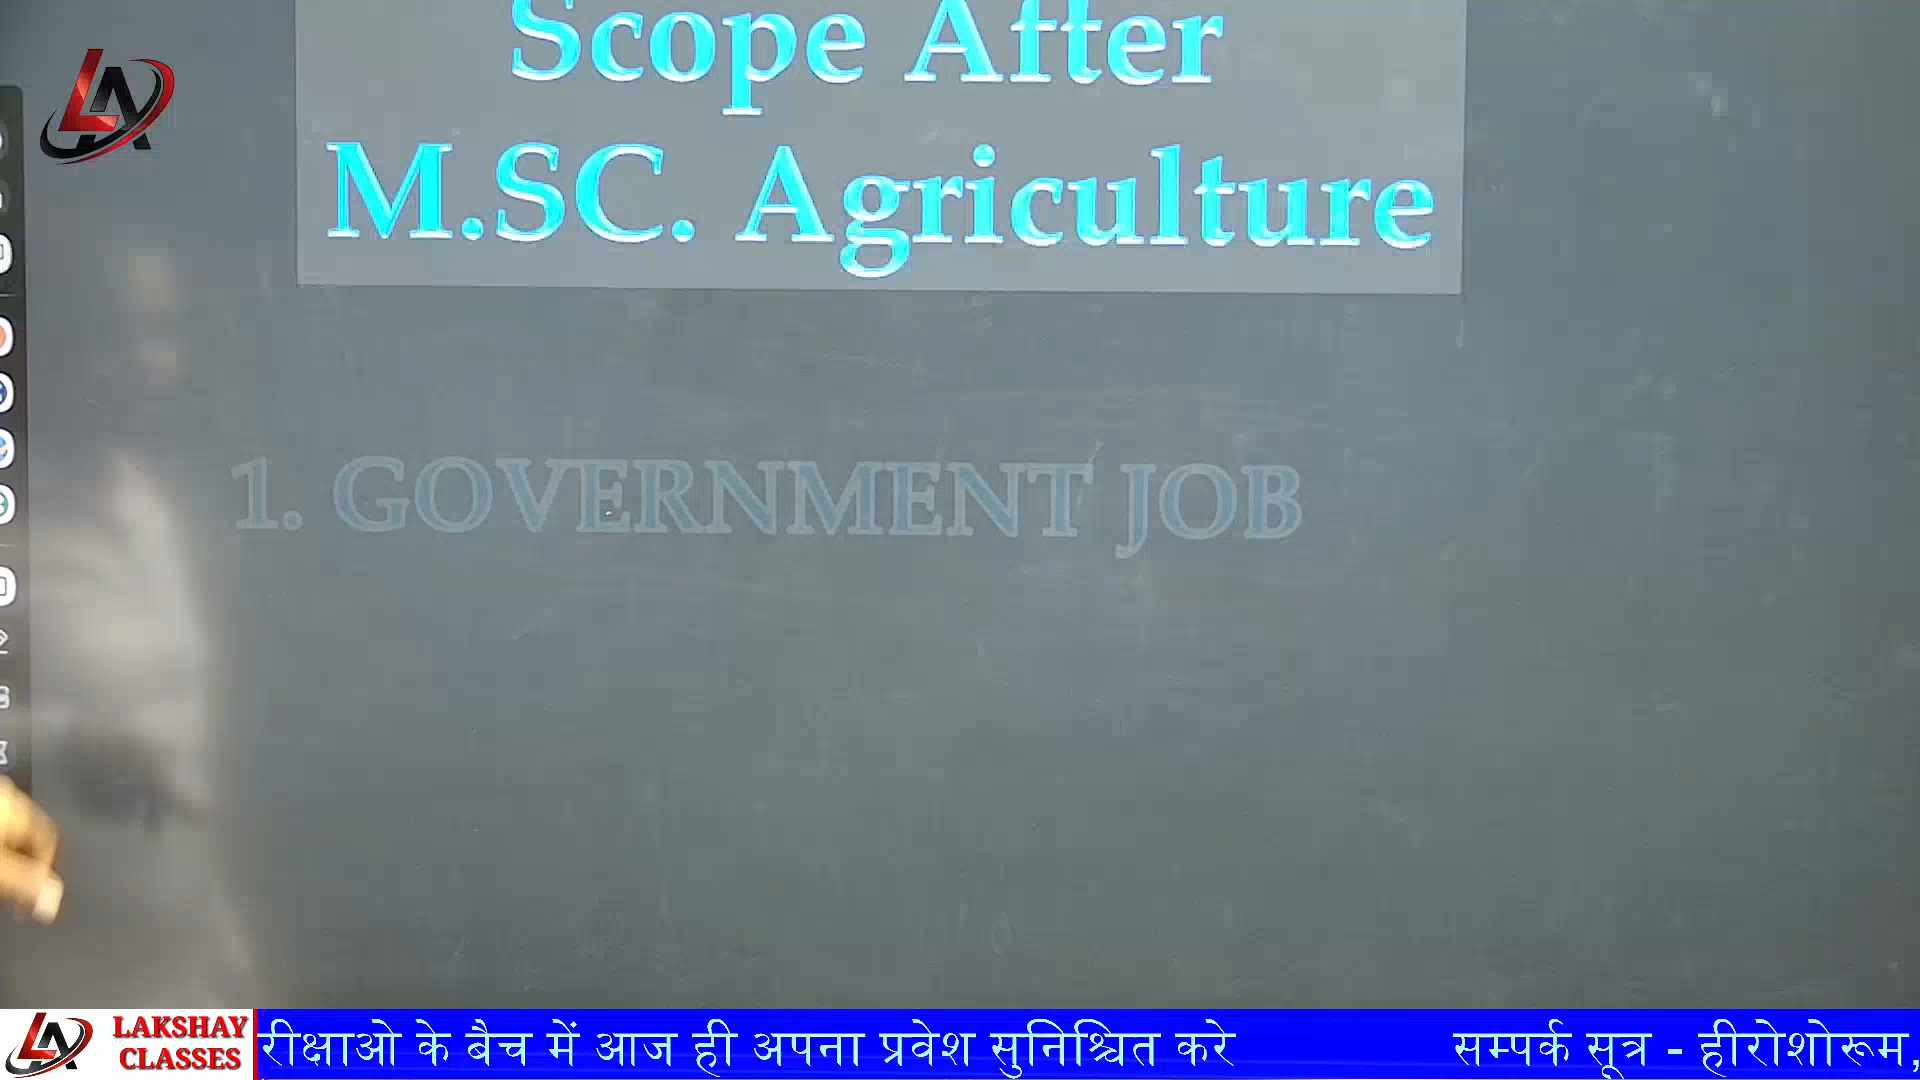 Scope After
M.SC. Agriculture
1. GOVERNMENT JOB
LAKSHAY
CLASSES
रीक्षाओ के बैच में आज ही अपना प्रवेश सुनिश्चित करे
सम्पर्क सूत्र - हीरोशोरूम,